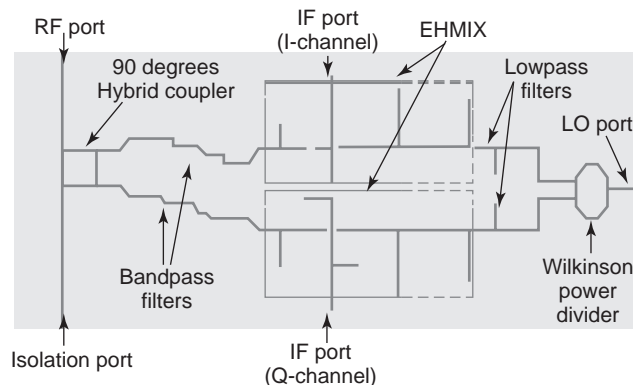 RF port
IF port
(I-channel)
EHMIX
90 degrees
Hybrid coupler
Lowpass
filters
LO port
Bandpass
filters
Wilkinson
power
divider
Isolation port
IF port
(Q-channel)